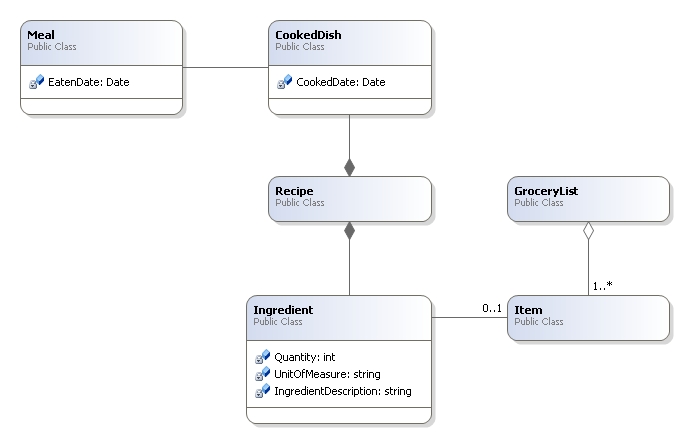 Meal
Public Class
EatenDate: Date
CookedDish
Public Class
CookedDate: Date
Recipe
Public Class
GroceryList
Public Class
1..*
Ingredient
Public Class
Quantity: int
UnitOfMeasure: string
IngredientDescription: string
0..1
Item
Public Class